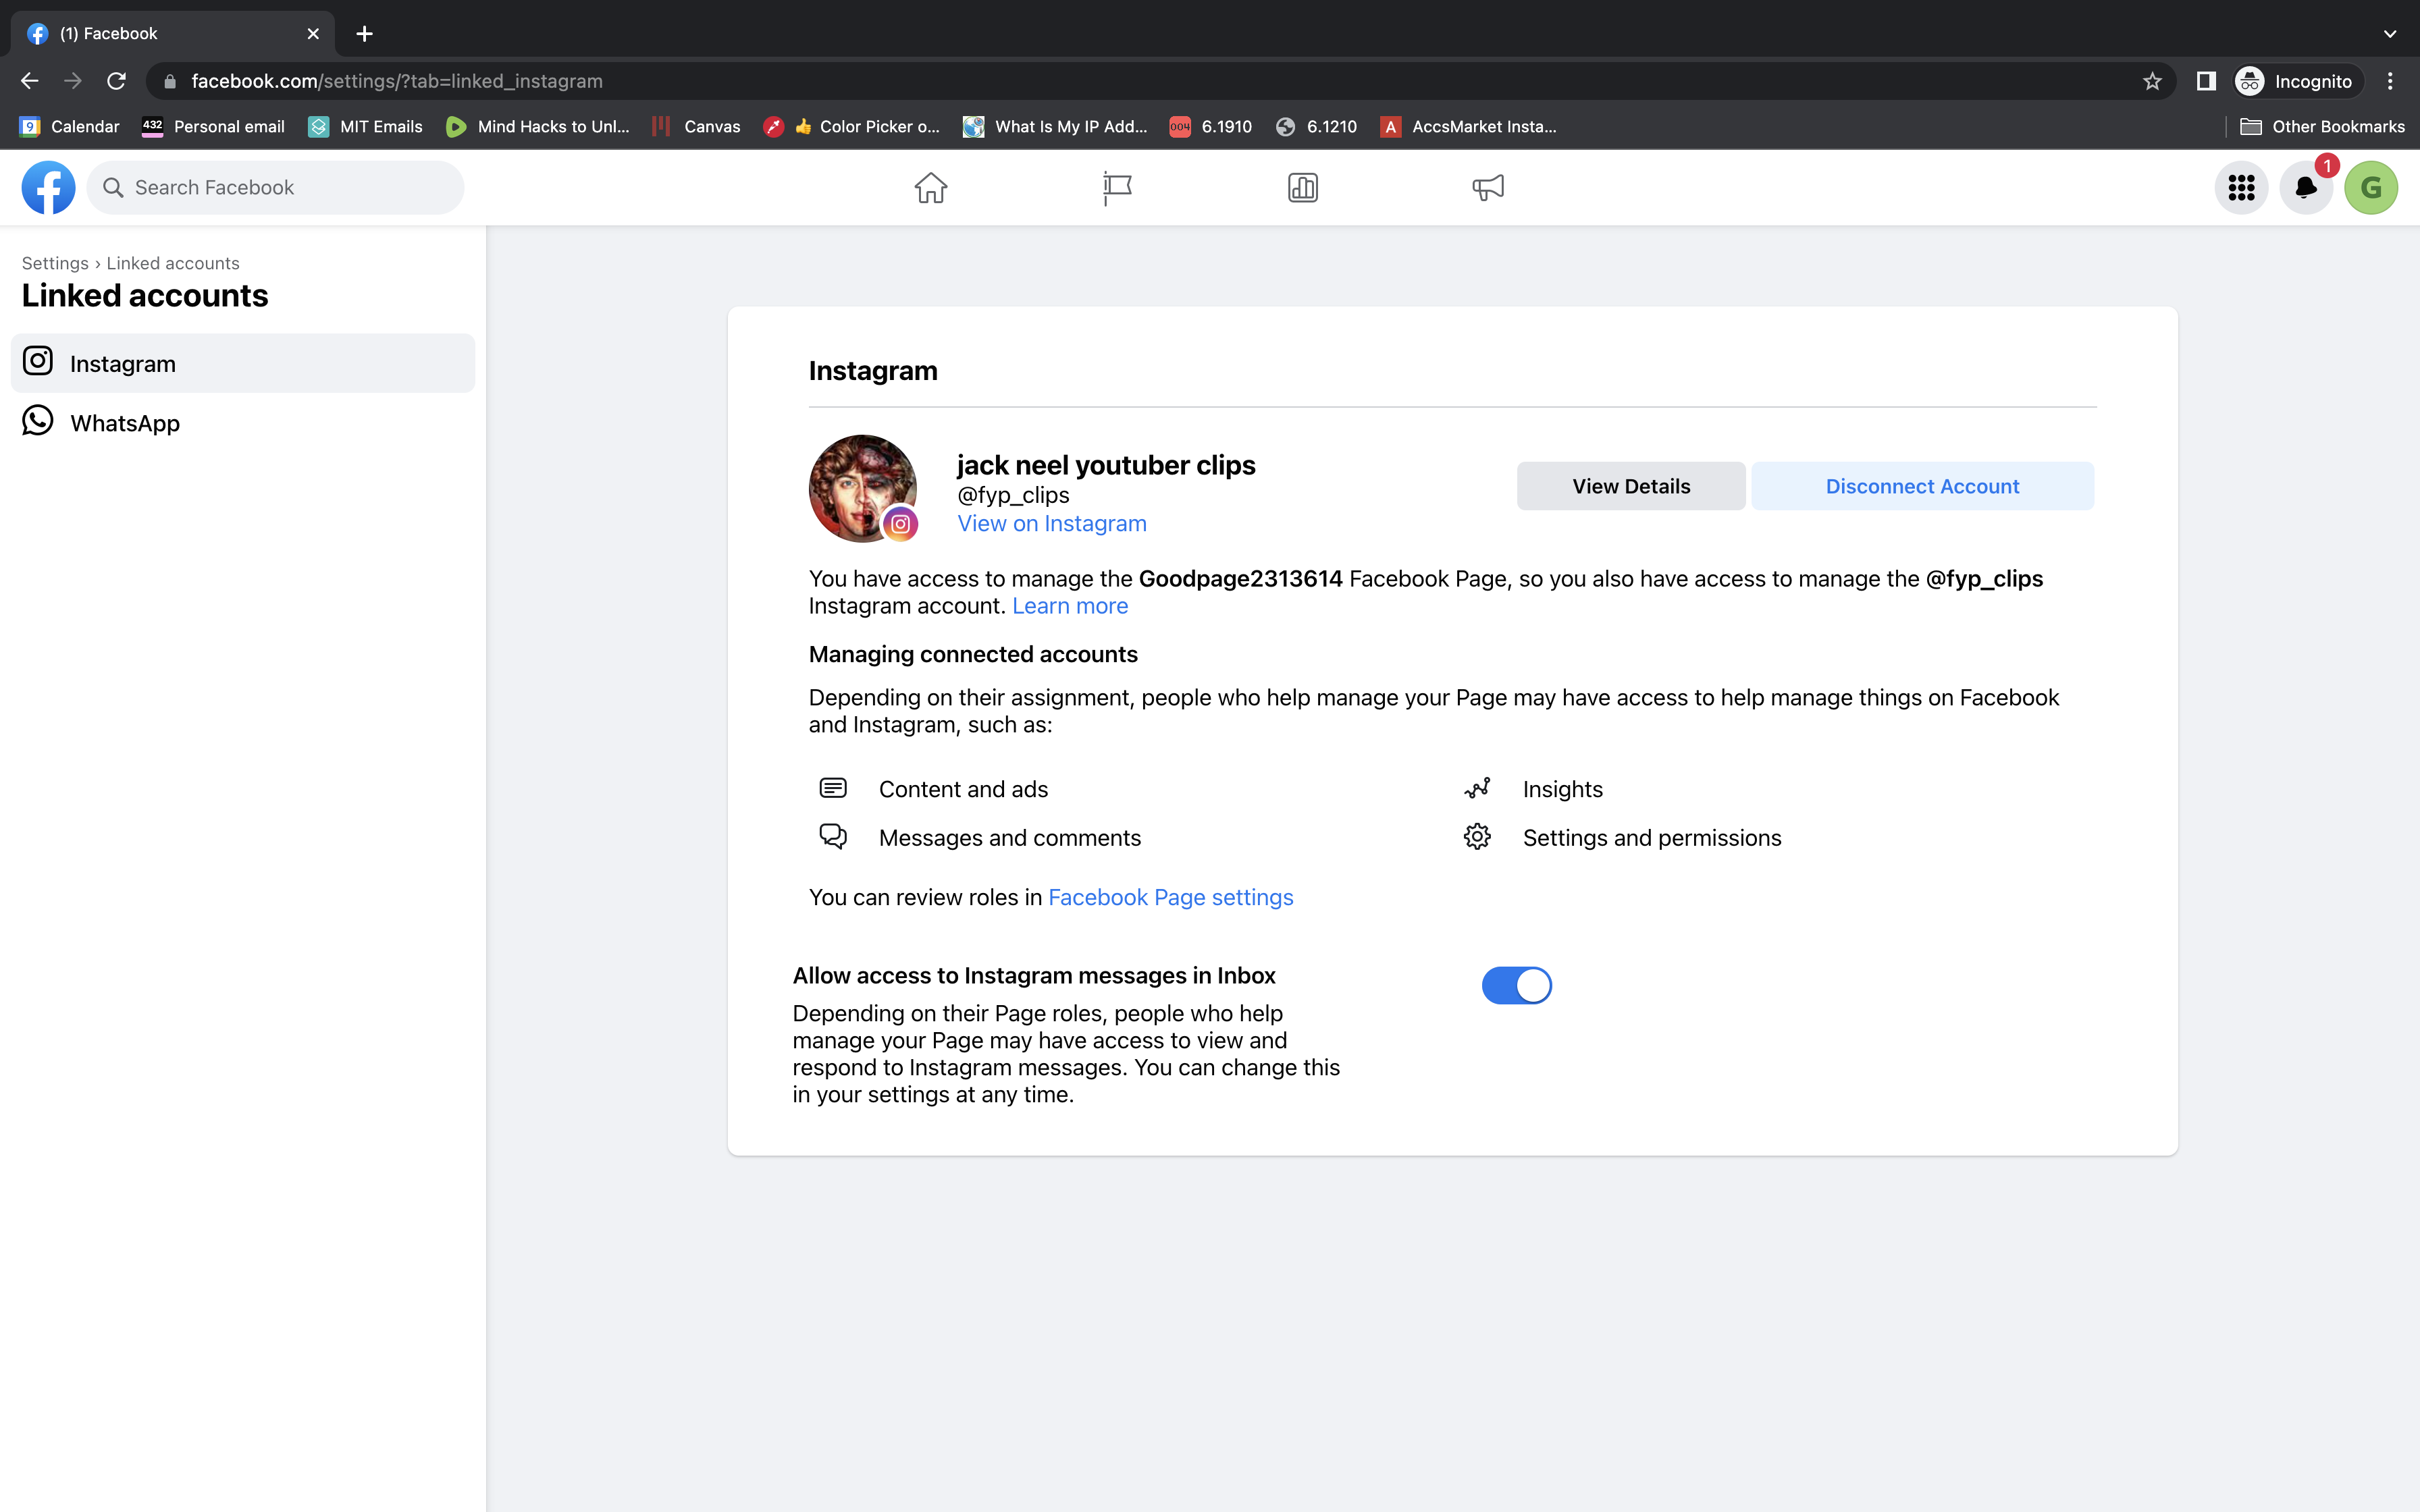 (1) Facebook
facebook.com/settings/?tab=linked_instagram
Incognito
9 Calendar
432 Personal email
MIT Emails
Mind Hacks to Unl...
Canvas
👍 Color Picker o...
What Is My IP Add...
004 6.1910
6.1210
A AccsMarket Insta...
Other Bookmarks
Search Facebook
1
G
Settings › Linked accounts
Linked accounts
Instagram
WhatsApp
Instagram
jack neel youtuber clips
@fyp_clips
View on Instagram
View Details
Disconnect Account
You have access to manage the Goodpage2313614 Facebook Page, so you also have access to manage the @fyp_clips
Instagram account. Learn more
Managing connected accounts
Depending on their assignment, people who help manage your Page may have access to help manage things on Facebook
and Instagram, such as:
Content and ads
Insights
Messages and comments
Settings and permissions
You can review roles in Facebook Page settings
Allow access to Instagram messages in Inbox
Depending on their Page roles, people who help
manage your Page may have access to view and
respond to Instagram messages. You can change this
in your settings at any time.